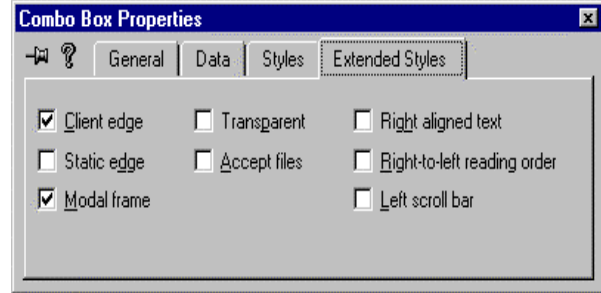 Combo Box Properties
General Data Styles Extended Styles
Client edge Transparent Right aligned text
Static edge Accept files Right-to-left reading order
Modal frame Left scroll bar